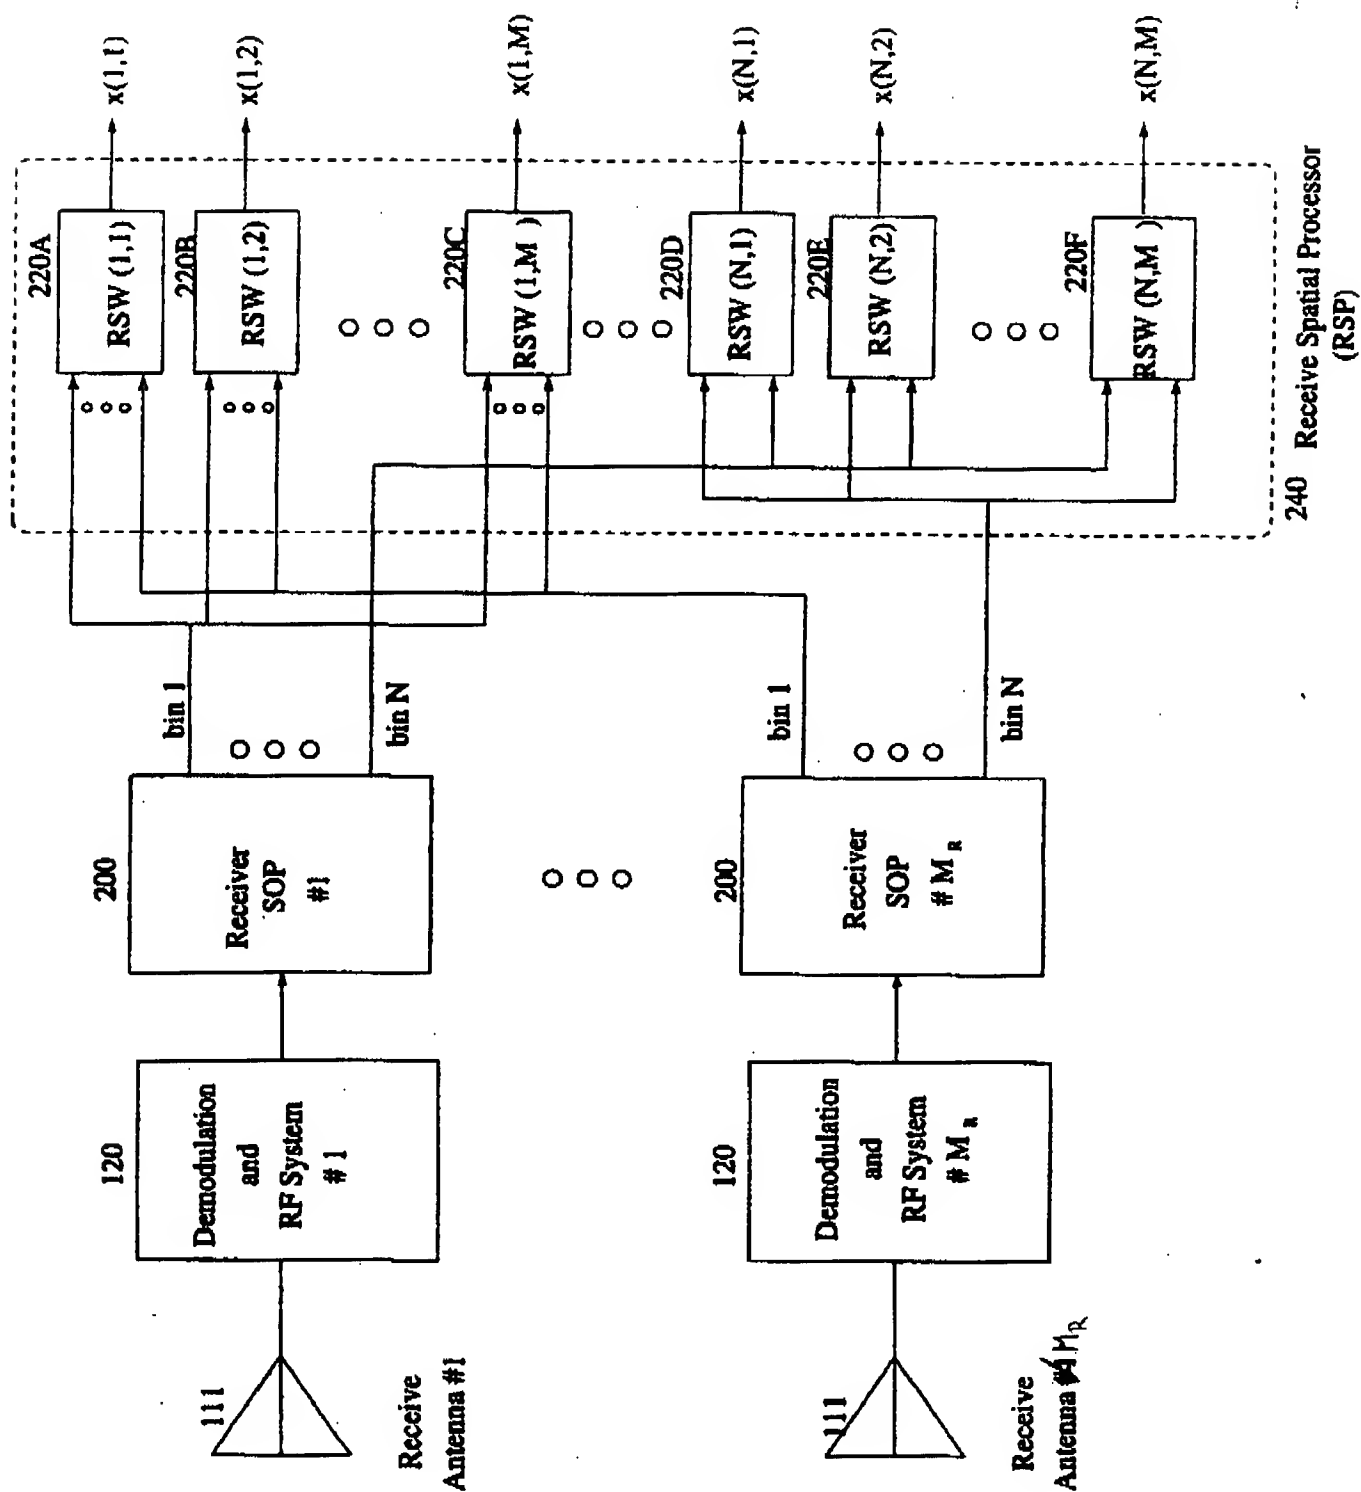 Receive
Antenna #1
111
120
Demodulation
and
RF System
# 1
200
Receiver
SOP
#1
bin 1
bin N
Receive
Antenna # MR
111
120
Demodulation
and
RF System
# M R
200
Receiver
SOP
# M R
bin 1
bin N
220A
RSW (1,1)
x(1,1)
220B
RSW (1,2)
x(1,2)
220C
RSW (1,M )
x(1,M)
220D
RSW (N,1)
x(N,1)
220E
RSW (N,2)
x(N,2)
220F
RSW (N,M )
x(N,M)
240 Receive Spatial Processor
(RSP)